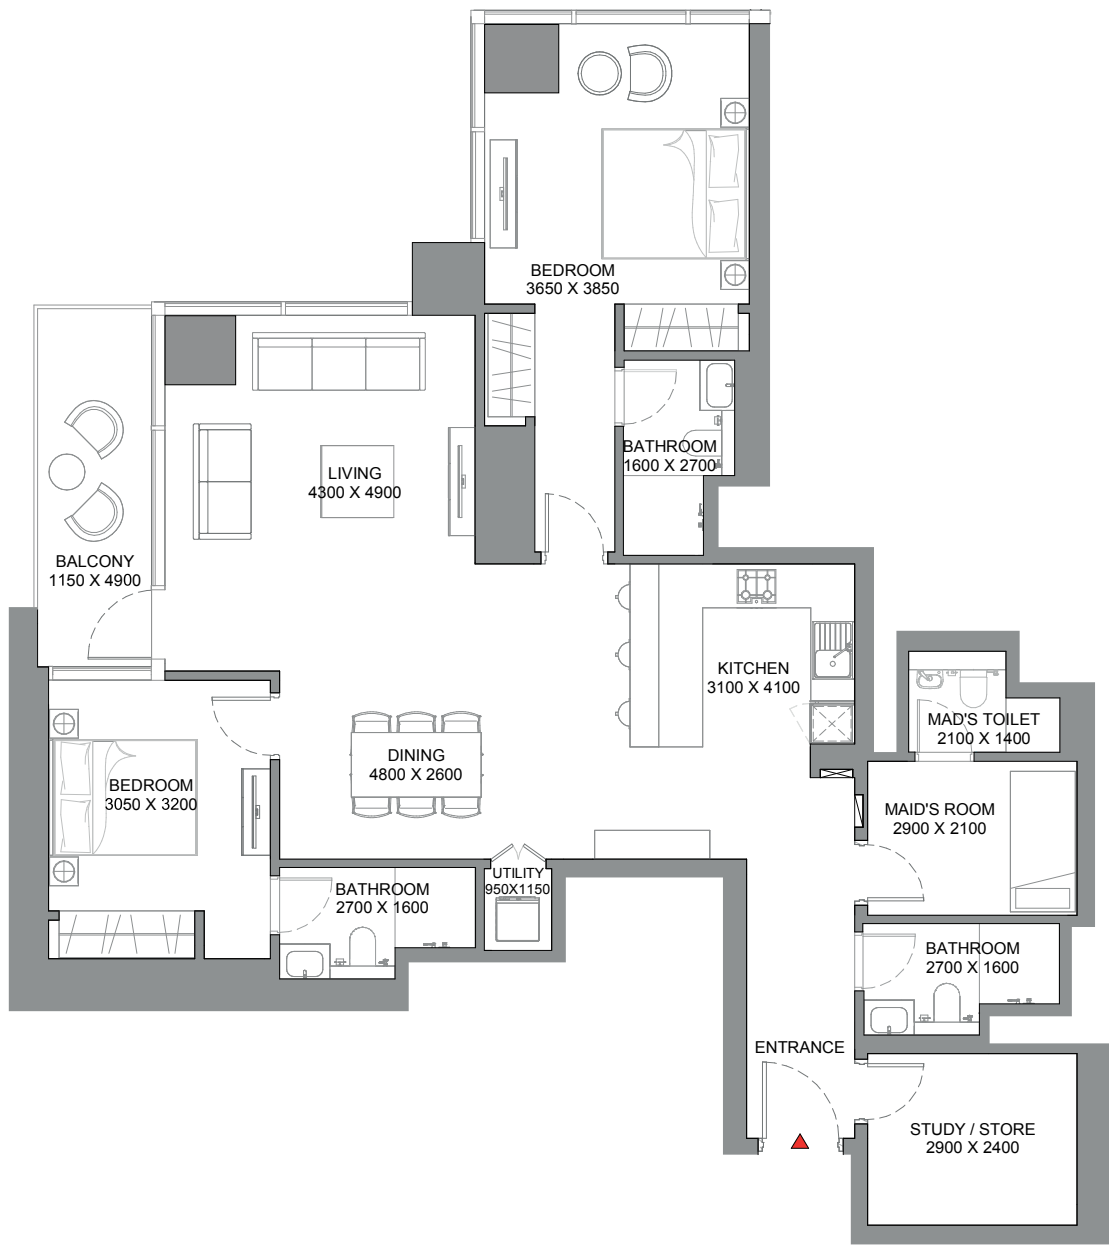 BEDROOM
3650 X 3850
BATHROOM
1600 X 2700
LIVING
4300 X 4900
BALCONY
1150 X 4900
KITCHEN
3100 X 4100
MAD'S TOILET
2100 X 1400
DINING
4800 X 2600
BEDROOM
3050 X 3200
MAID'S ROOM
2900 X 2100
UTILITY
950X1150
BATHROOM
2700 X 1600
BATHROOM
2700 X 1600
ENTRANCE
STUDY / STORE
2900 X 2400